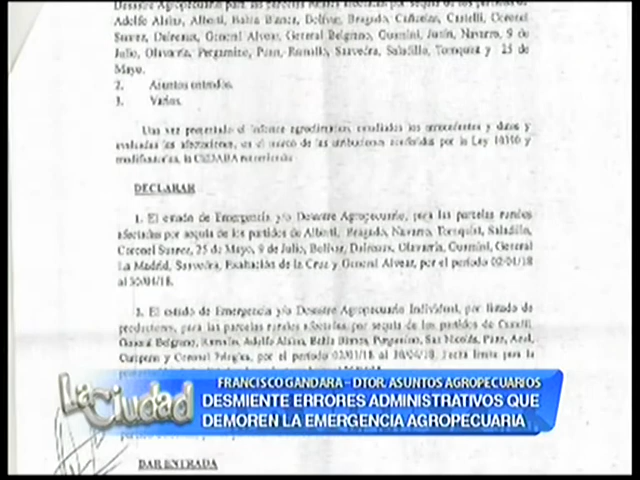 Desastre Agropecuario para las parcelas rurales afectadas por sequía de los partidos de
Adolfo Alsina, Alberti, Bahía Blanca, Bolívar, Bragado, Cañuelas, Castelli, Coronel
Suarez, Daireaux, General Alvear, General Belgrano, Guamini, Junín, Navarro, 9 de
Julio, Olavarría, Pergamino, Puan, Ramallo, Saavedra, Saladillo, Tornquist y 25 de
Mayo.
2. Asuntos entrados.
3. Varios.
Una vez presentado el informe agroclimático, los antecedentes y datos y
evaluadas las afectaciones, en el marco de las atribuciones conferidas por la Ley 10390 y
modificatorias, la CEDABA
DECLARAR
1. El estado de Emergencia y/o Desastre Agropecuario, para las parcelas rurales
afectadas por sequía de los partidos de Alberti, Bragado, Navarro, Tornquist, Saladillo,
Coronel Suarez, 25 de Mayo, 9 de Julio, Bolívar, Daireaux, Olavarría, Guamini, General
La Madrid, Saavedra, Exaltación de la Cruz y General Alvear, por el período 02/01/18
al 30/04/18.
2. El estado de Emergencia y/o Desastre Agropecuario Individual, por listado de
productores, para las parcelas rurales afectadas por sequía de los partidos de Castelli,
General Belgrano, Ramallo, Adolfo Alsina, Bahía Blanca, Pergamino, San Nicolás, Puan, Azul,
y Coronel Pringles, por el período 02/01/18 al 30/04/18. Fecha límite para la
La Ciudad
FRANCISCO GANDARA – DTOR. ASUNTOS AGROPECUARIOS
DESMIENTE ERRORES ADMINISTRATIVOS QUE
DEMOREN LA EMERGENCIA AGROPECUARIA
DAR ENTRADA